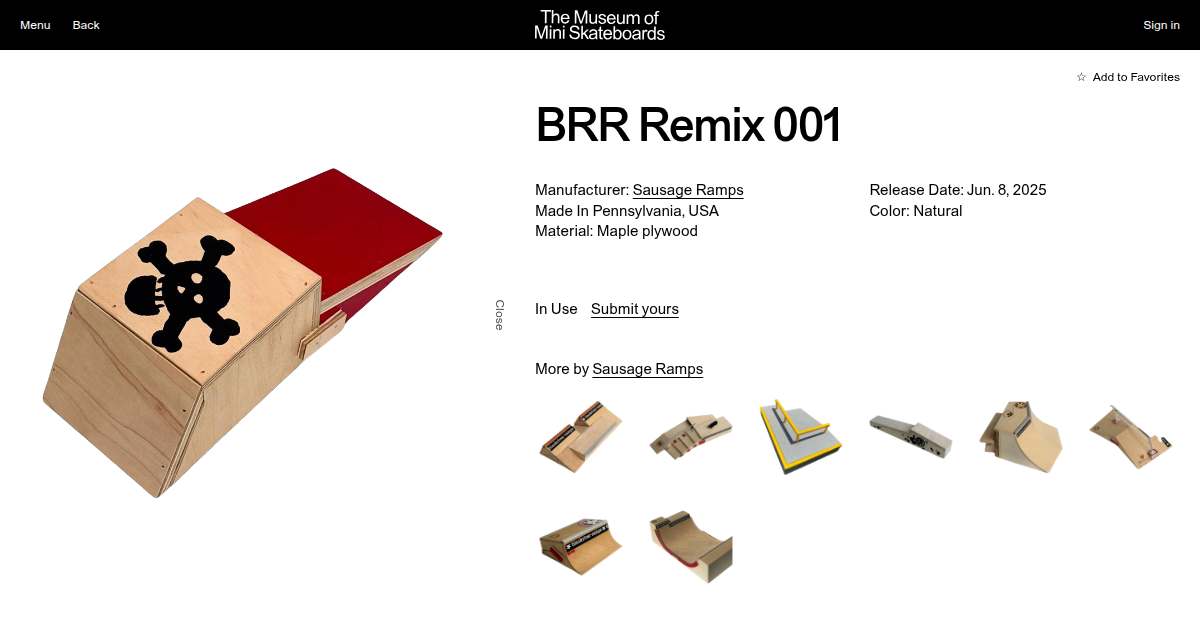 Menu
Back
The Museum of
Mini Skateboards
Sign in
☆ Add to Favorites
BRR Remix 001
Manufacturer: Sausage Ramps
Made In Pennsylvania, USA
Material: Maple plywood
Release Date: Jun. 8, 2025
Color: Natural
Close
In Use Submit yours
More by Sausage Ramps